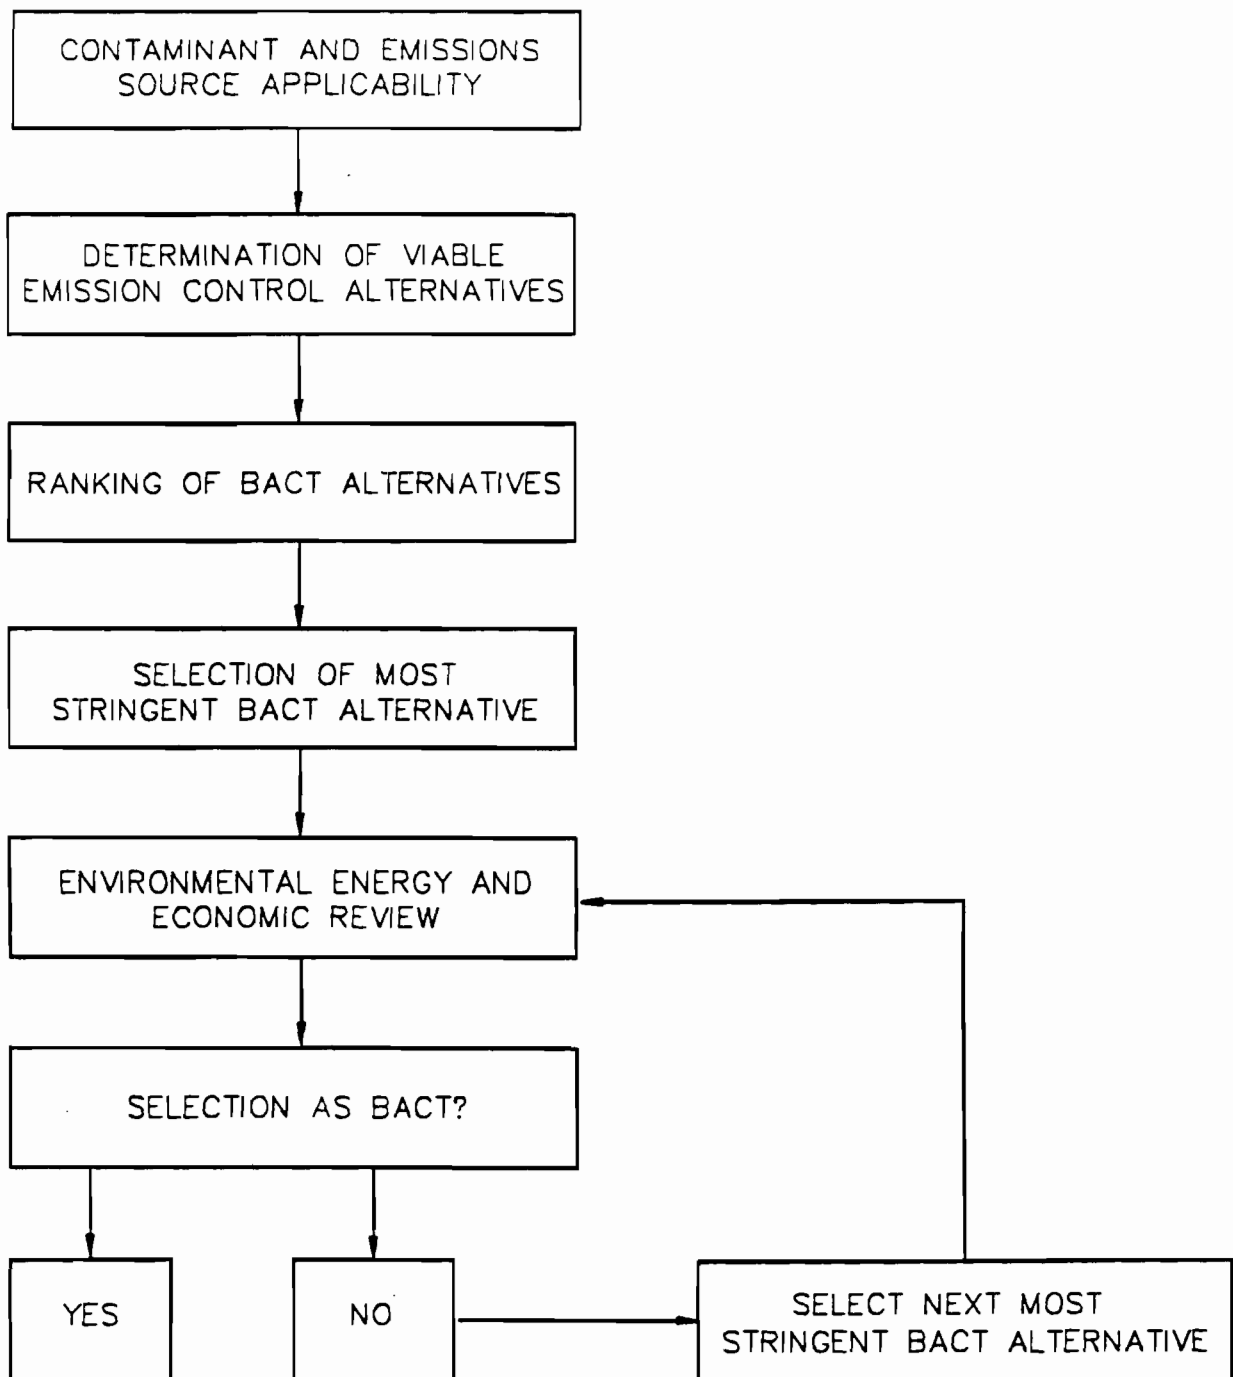 CONTAMINANT AND EMISSIONS
SOURCE APPLICABILITY
DETERMINATION OF VIABLE
EMISSION CONTROL ALTERNATIVES
RANKING OF BACT ALTERNATIVES
SELECTION OF MOST
STRINGENT BACT ALTERNATIVE
ENVIRONMENTAL ENERGY AND
ECONOMIC REVIEW
SELECTION AS BACT?
YES
NO
SELECT NEXT MOST
STRINGENT BACT ALTERNATIVE